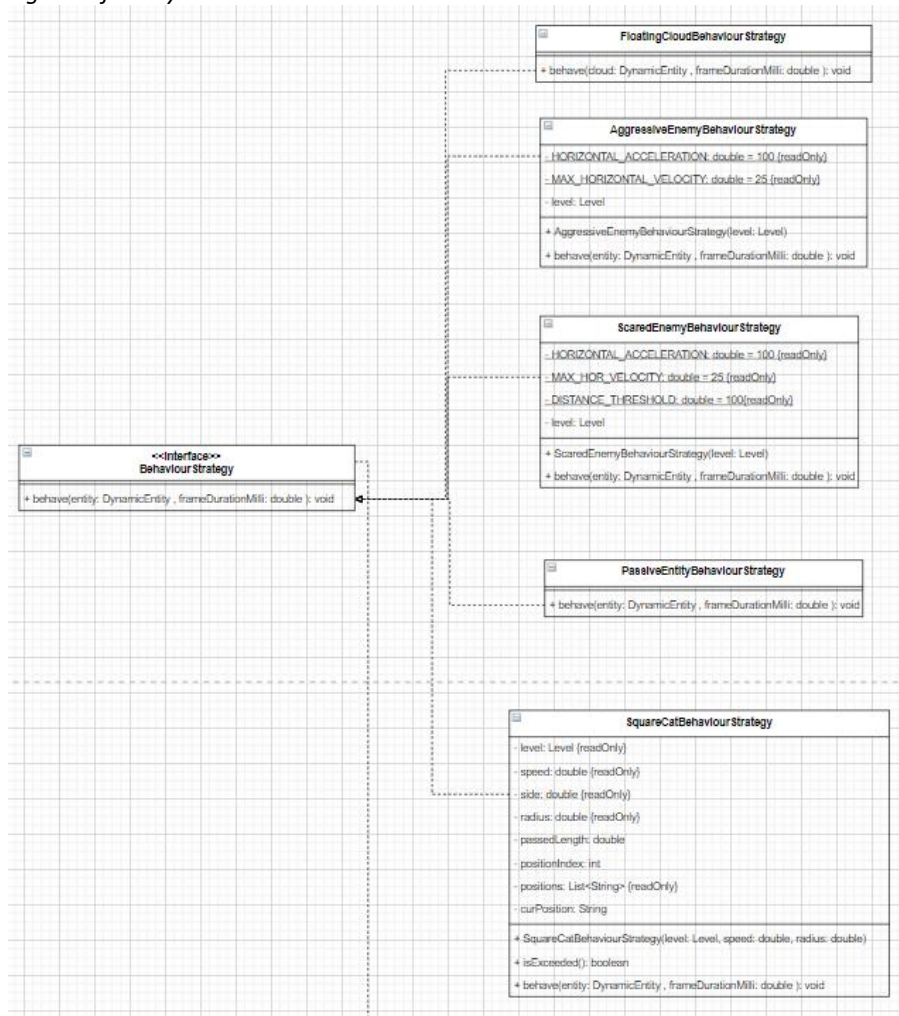 FloatingCloudBehaviourStrategy
+ behave(cloud: DynamicEntity , frameDurationMilli: double ): void
AggressiveEnemyBehaviourStrategy
- HORIZONTAL_ACCELERATION: double = 100 {readOnly}
- MAX_HORIZONTAL_VELOCITY: double = 25 {readOnly}
- level: Level
+ AggressiveEnemyBehaviourStrategy(level: Level)
+ behave(entity: DynamicEntity , frameDurationMilli: double ): void
ScaredEnemyBehaviourStrategy
- HORIZONTAL_ACCELERATION: double = 100 {readOnly}
- MAX_HOR_VELOCITY: double = 25 {readOnly}
- DISTANCE_THRESHOLD: double = 100{readOnly}
- level: Level
+ ScaredEnemyBehaviourStrategy(level: Level)
+ behave(entity: DynamicEntity , frameDurationMilli: double ): void
<<Interface>>
BehaviourStrategy
+ behave(entity: DynamicEntity , frameDurationMilli: double ): void
PassiveEntityBehaviourStrategy
+ behave(entity: DynamicEntity , frameDurationMilli: double ): void
SquareCatBehaviourStrategy
- level: Level {readOnly}
- speed: double {readOnly}
- side: double {readOnly}
- radius: double {readOnly}
- passedLength: double
- positionIndex: int
- positions: List<String> {readOnly}
- curPosition: String
+ SquareCatBehaviourStrategy(level: Level, speed: double, radius: double)
+ isExceeded(): boolean
+ behave(entity: DynamicEntity , frameDurationMilli: double ): void